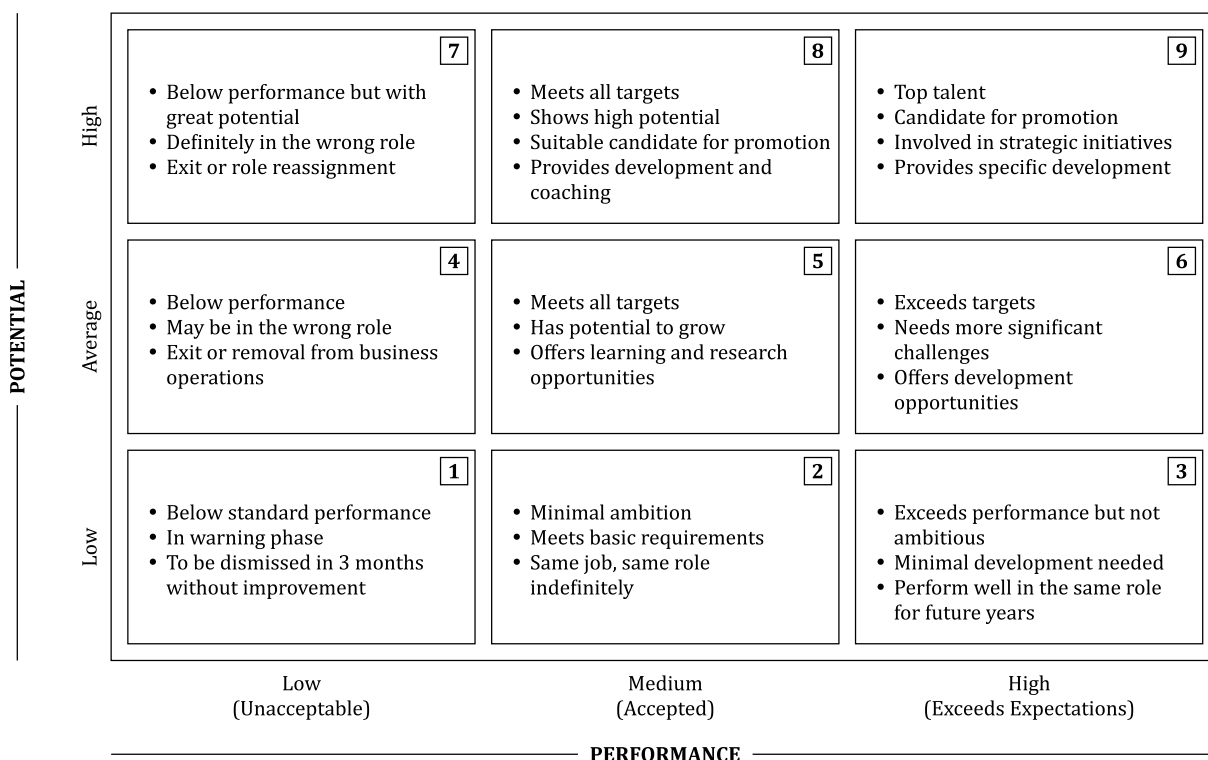 POTENTIAL
High
7
• Below performance but with
great potential
• Definitely in the wrong role
• Exit or role reassignment
8
• Meets all targets
• Shows high potential
• Suitable candidate for promotion
• Provides development and
coaching
9
• Top talent
• Candidate for promotion
• Involved in strategic initiatives
• Provides specific development
Average
4
• Below performance
• May be in the wrong role
• Exit or removal from business
operations
5
• Meets all targets
• Has potential to grow
• Offers learning and research
opportunities
6
• Exceeds targets
• Needs more significant
challenges
• Offers development
opportunities
Low
1
• Below standard performance
• In warning phase
• To be dismissed in 3 months
without improvement
2
• Minimal ambition
• Meets basic requirements
• Same job, same role
indefinitely
3
• Exceeds performance but not
ambitious
• Minimal development needed
• Perform well in the same role
for future years
Low
(Unacceptable)
Medium
(Accepted)
High
(Exceeds Expectations)
PERFORMANCE